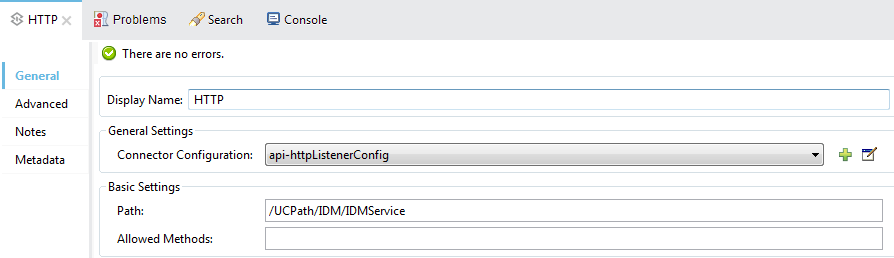 HTTP Problems Search Console
There are no errors.
General
Advanced
Notes
Metadata
Display Name: HTTP
General Settings
Connector Configuration: api-httpListenerConfig
Basic Settings
Path: /UCPath/IDM/IDMService
Allowed Methods: